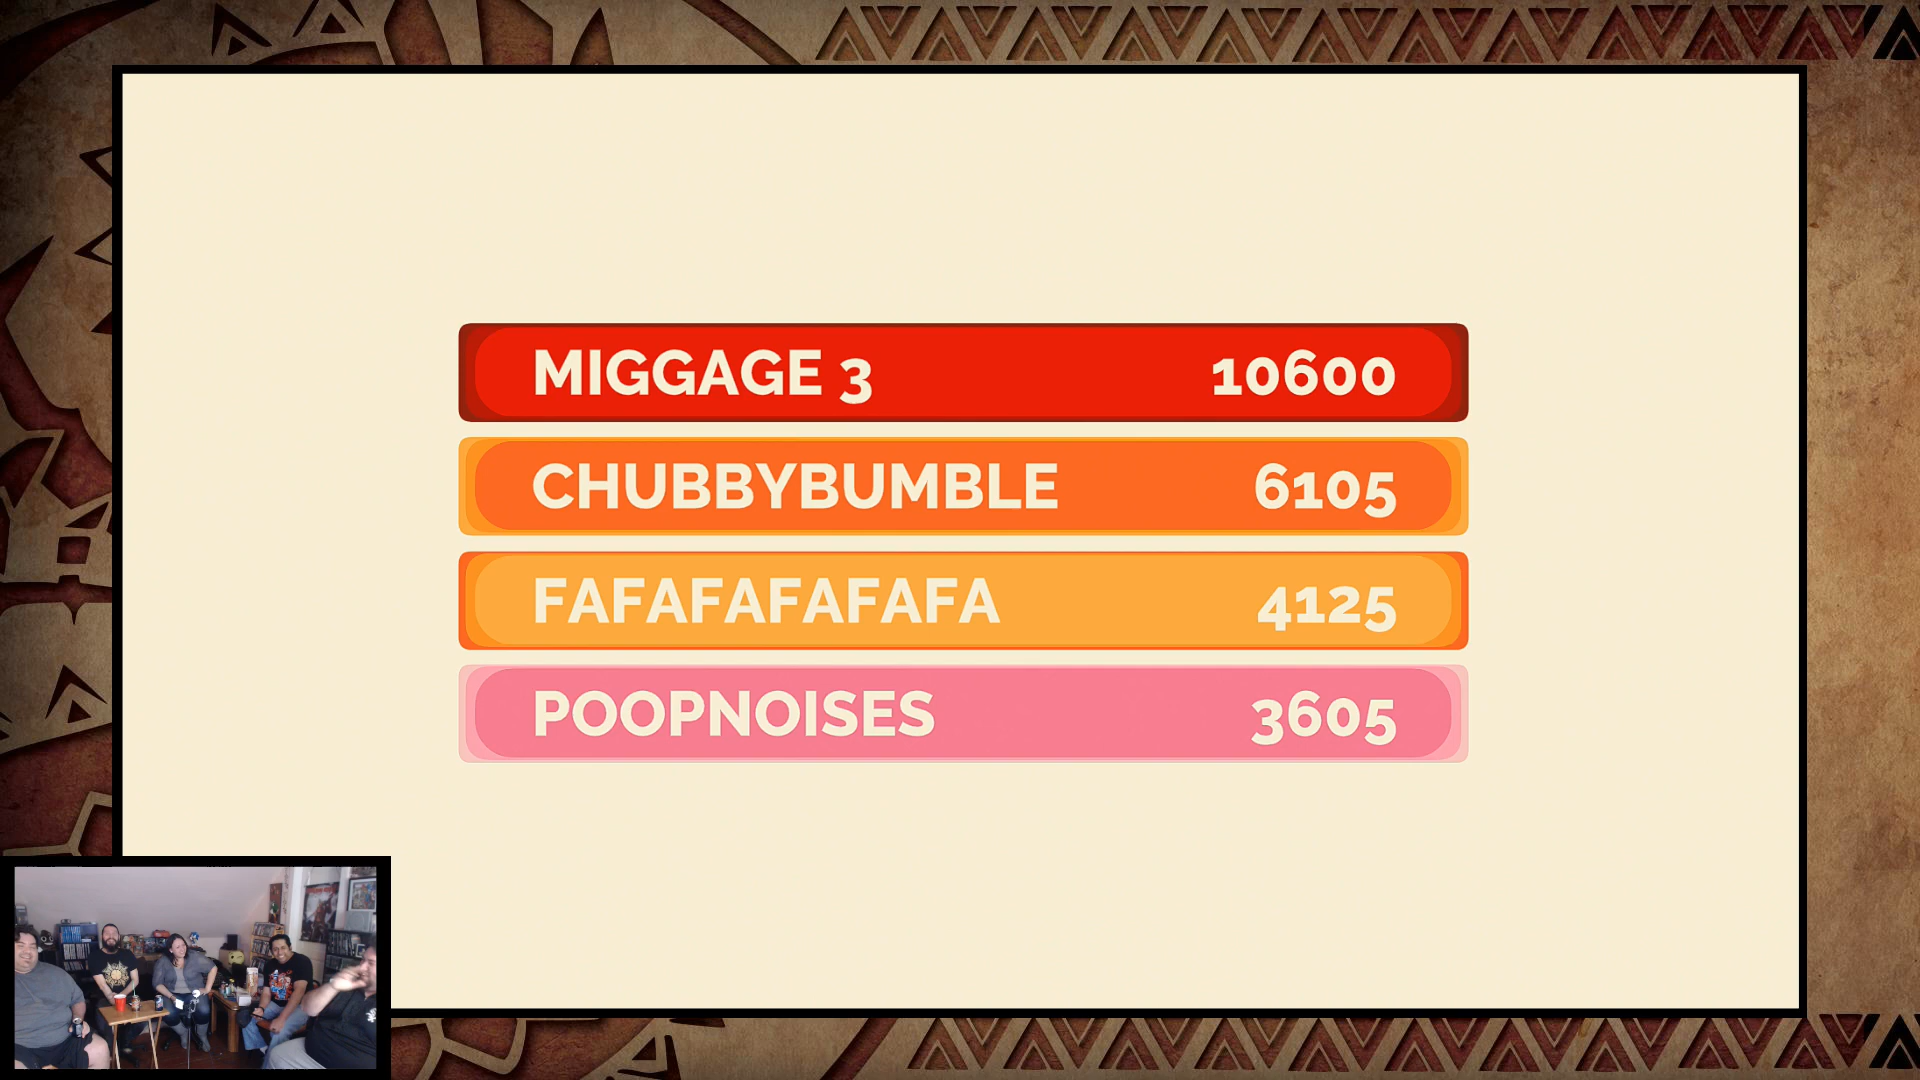 MIGGAGE 3 10600
CHUBBYBUMBLE 6105
FAFAFAFAFAFA 4125
POOPNOISES 3605